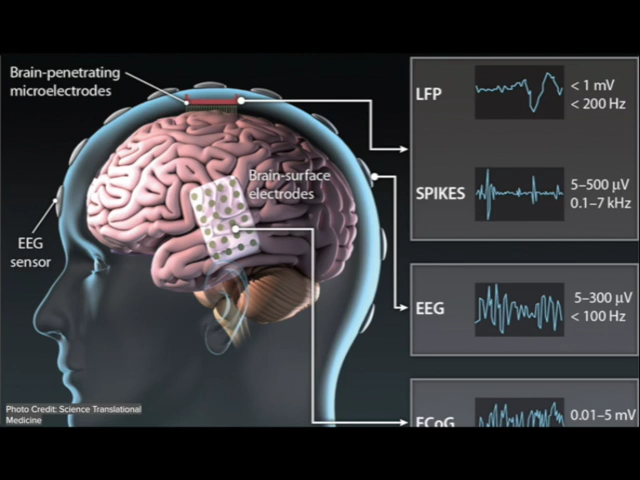 Brain-penetrating
microelectrodes
Brain-surface
electrodes
EEG
sensor
LFP
< 1 mV
< 200 Hz
SPIKES
5–500 μV
0.1–7 kHz
EEG
5–300 μV
< 100 Hz
ECoG
0.01–5 mV
Photo Credit: Science Translational
Medicine